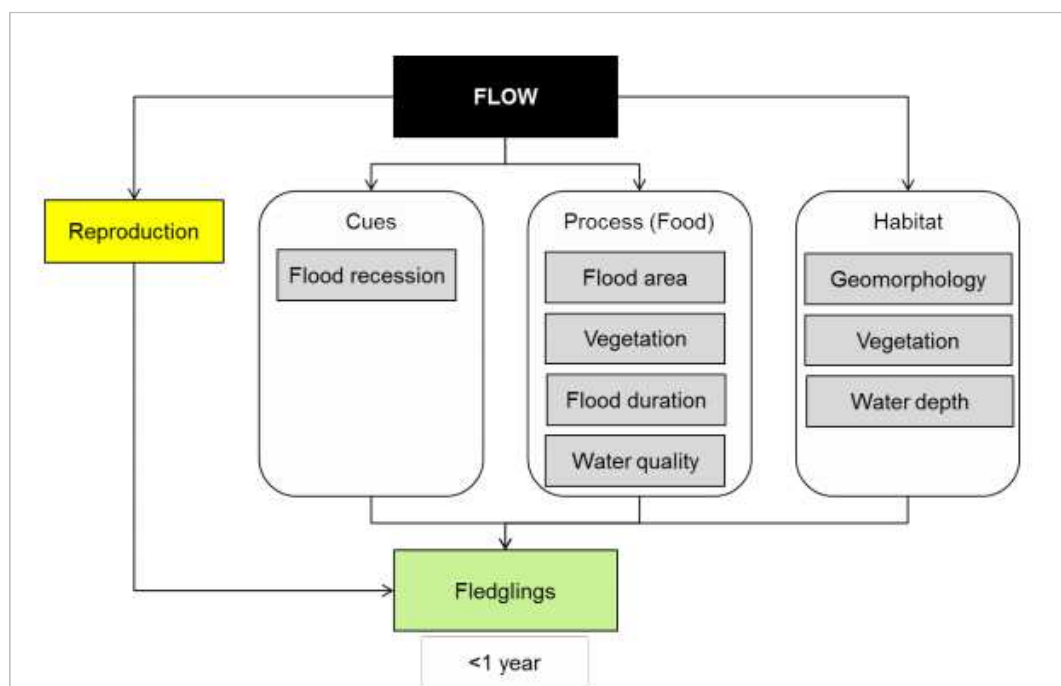 FLOW
Reproduction
Cues
Flood recession
Process (Food)
Flood area
Vegetation
Flood duration
Water quality
Habitat
Geomorphology
Vegetation
Water depth
Fledglings
<1 year